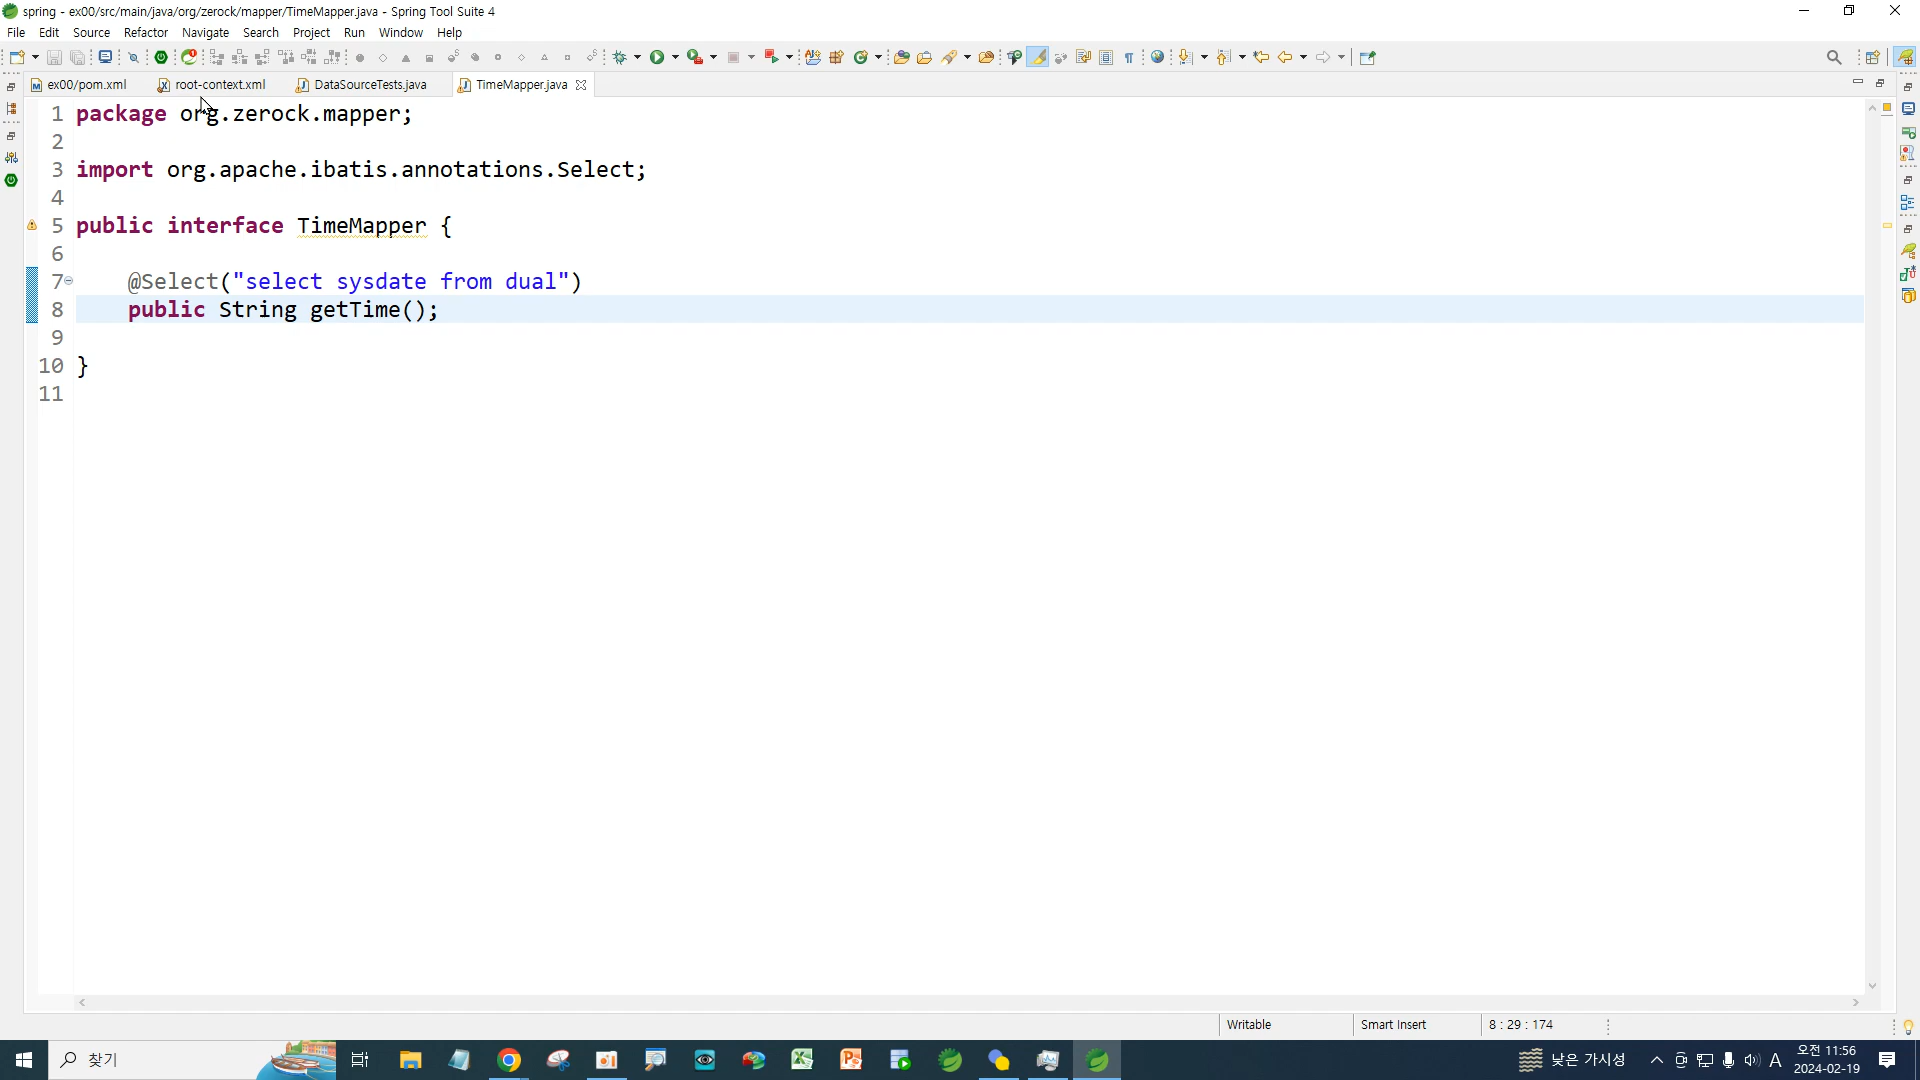 spring - ex00/src/main/java/org/zerock/mapper/TimeMapper.java - Spring Tool Suite 4
File Edit Source Refactor Navigate Search Project Run Window Help
ex00/pom.xml root-context.xml DataSourceTests.java TimeMapper.java
1 package org.zerock.mapper;
2
3 import org.apache.ibatis.annotations.Select;
4
5 public interface TimeMapper {
6
7 @Select("select sysdate from dual")
8 public String getTime();
9
10 }
11
Writable Smart Insert 8 : 29 : 174
찾기 낮은 가시성 A 오전 11:56
2024-02-19